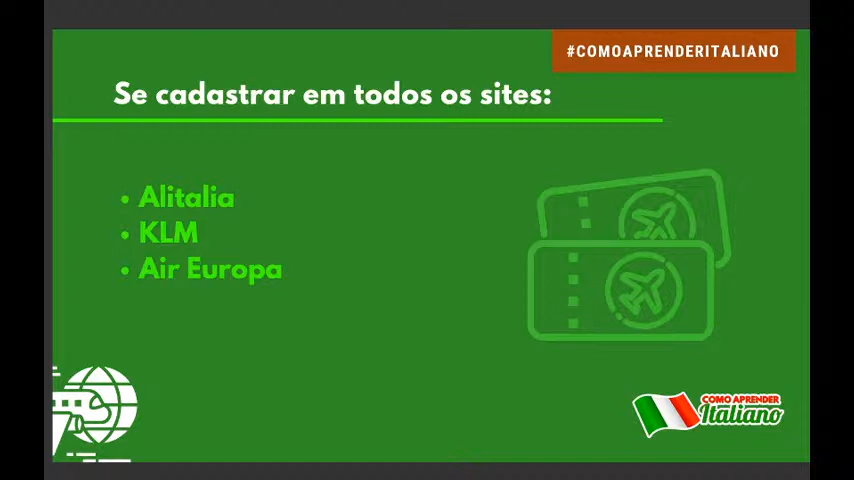 #COMOAPRENDERITALIANO
Se cadastrar em todos os sites:
• Alitalia
• KLM
• Air Europa
COMO APRENDER
Italiano